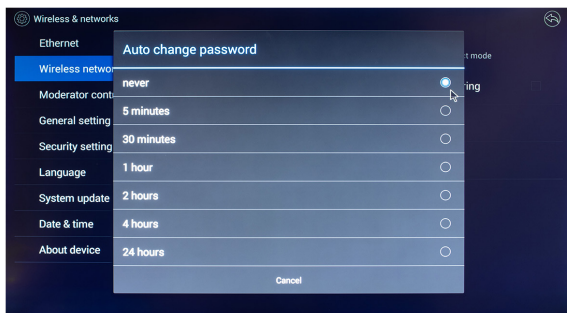 Wireless & networks
Ethernet
Wireless networ
Moderator cont
General setting
Security setting
Language
System update
Date & time
About device
Auto change password
never
5 minutes
30 minutes
1 hour
2 hours
4 hours
24 hours
Cancel
ct mode
ring